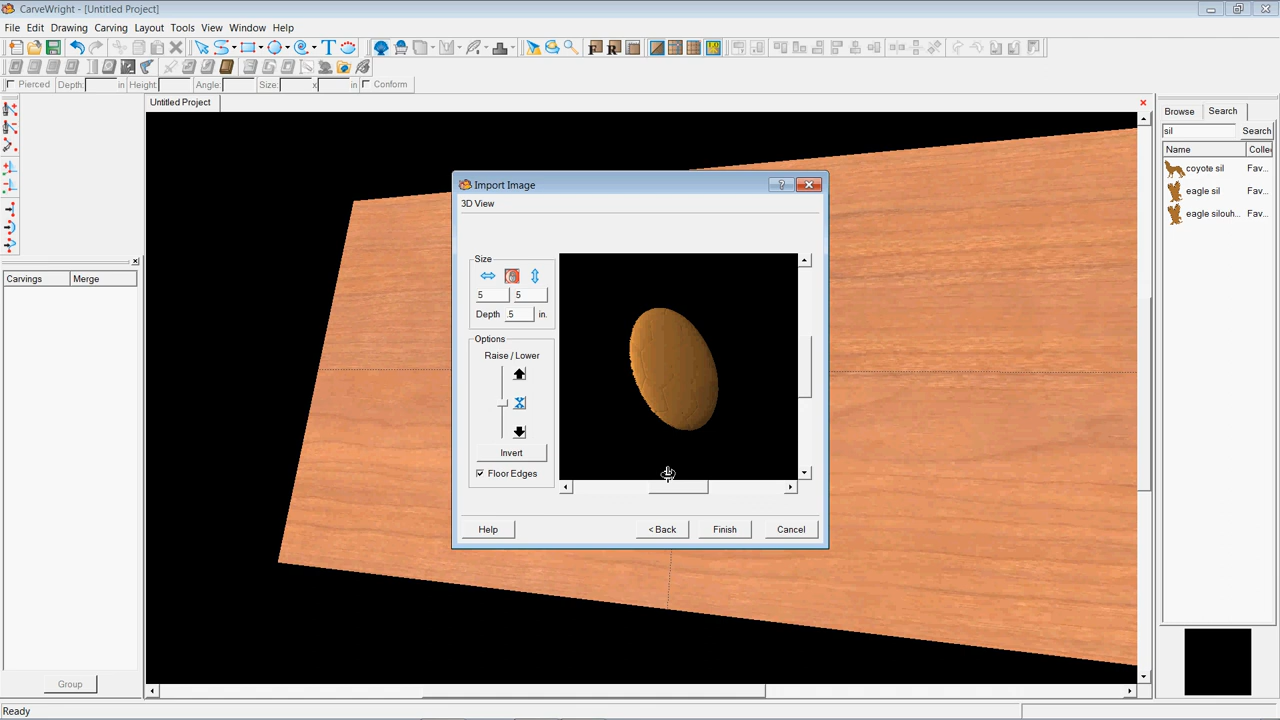 CarveWright - [Untitled Project]
File Edit Drawing Carving Layout Tools View Window Help
Pierced Depth: in Height: Angle: Size: x in Conform
Untitled Project
Browse Search
sil Search
Name Colle
coyote sil Fav...
eagle sil Fav...
eagle silouh... Fav...
Carvings Merge
Import Image
3D View
Size
5 5
Depth .5 in.
Options
Raise / Lower
Invert
Floor Edges
Help < Back Finish Cancel
Group
Ready